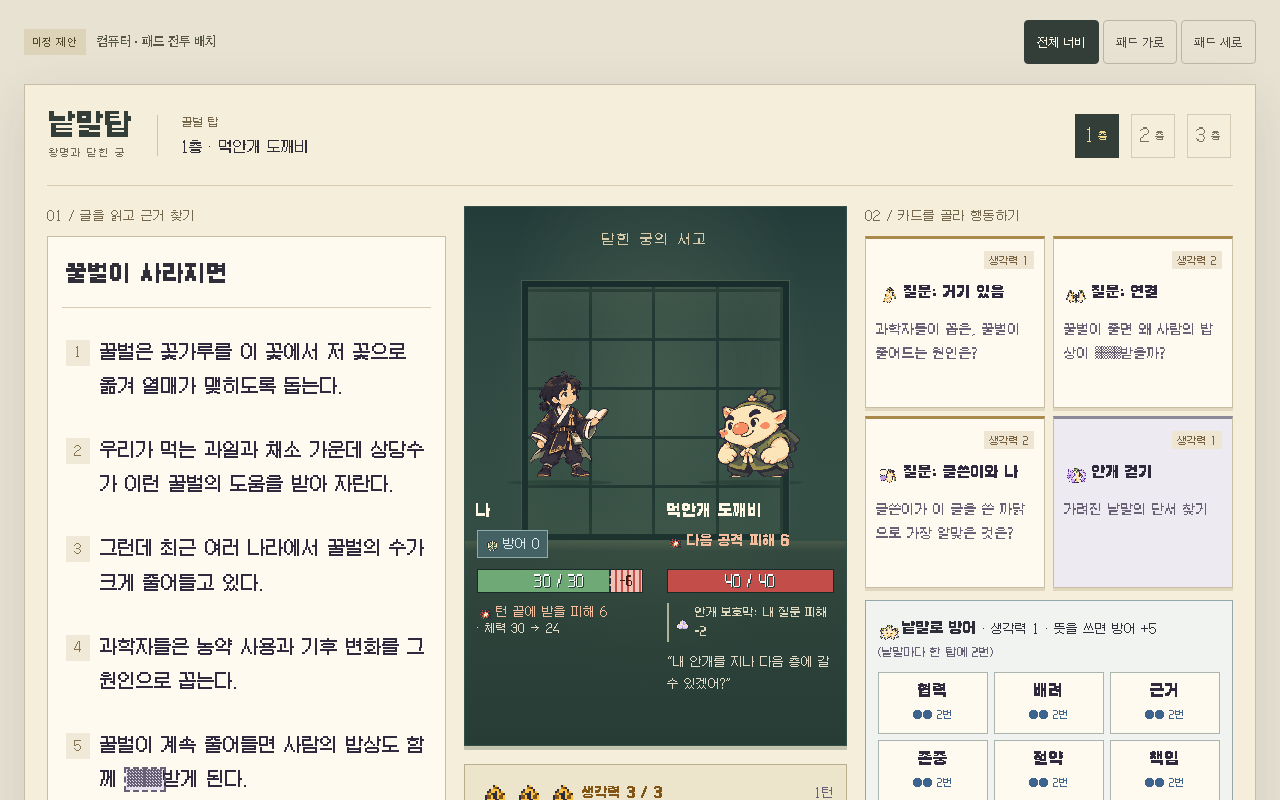 미정 제안
컴퓨터 · 패드 전투 배치
전체 너비
패드 가로
패드 세로
낱말탑
왕명과 닫힌 궁
꿀벌 탑
1층 · 먹안개 도깨비
1 층
2 층
3 층
01 / 글을 읽고 근거 찾기
꿀벌이 사라지면
1 꿀벌은 꽃가루를 이 꽃에서 저 꽃으로
옮겨 열매가 맺히도록 돕는다.
2 우리가 먹는 과일과 채소 가운데 상당수
가 이런 꿀벌의 도움을 받아 자란다.
3 그런데 최근 여러 나라에서 꿀벌의 수가
크게 줄어들고 있다.
4 과학자들은 농약 사용과 기후 변화를 그
원인으로 꼽는다.
5 꿀벌이 계속 줄어들면 사람의 밥상도 함
께 받게 된다.
닫힌 궁의 서고
나
방어 0
30 / 30
-6
턴 끝에 받을 피해 6
· 체력 30 → 24
먹안개 도깨비
다음 공격 피해 6
40 / 40
안개 보호막: 내 질문 피해
-2
“내 안개를 지나 다음 층에 갈
수 있겠어?”
생각력 3 / 3
1턴
02 / 카드를 골라 행동하기
생각력 1
질문: 거기 있음
과학자들이 꼽은, 꿀벌이
줄어드는 원인은?
생각력 2
질문: 연결
꿀벌이 줄면 왜 사람의 밥
상이 받을까?
생각력 2
질문: 글쓴이와 나
글쓴이가 이 글을 쓴 까닭
으로 가장 알맞은 것은?
생각력 1
안개 걷기
가려진 낱말의 단서 찾기
낱말로 방어 · 생각력 1 · 뜻을 쓰면 방어 +5
(낱말마다 한 탑에 2번)
협력
2번
배려
2번
근거
2번
존중
2번
절약
2번
책임
2번